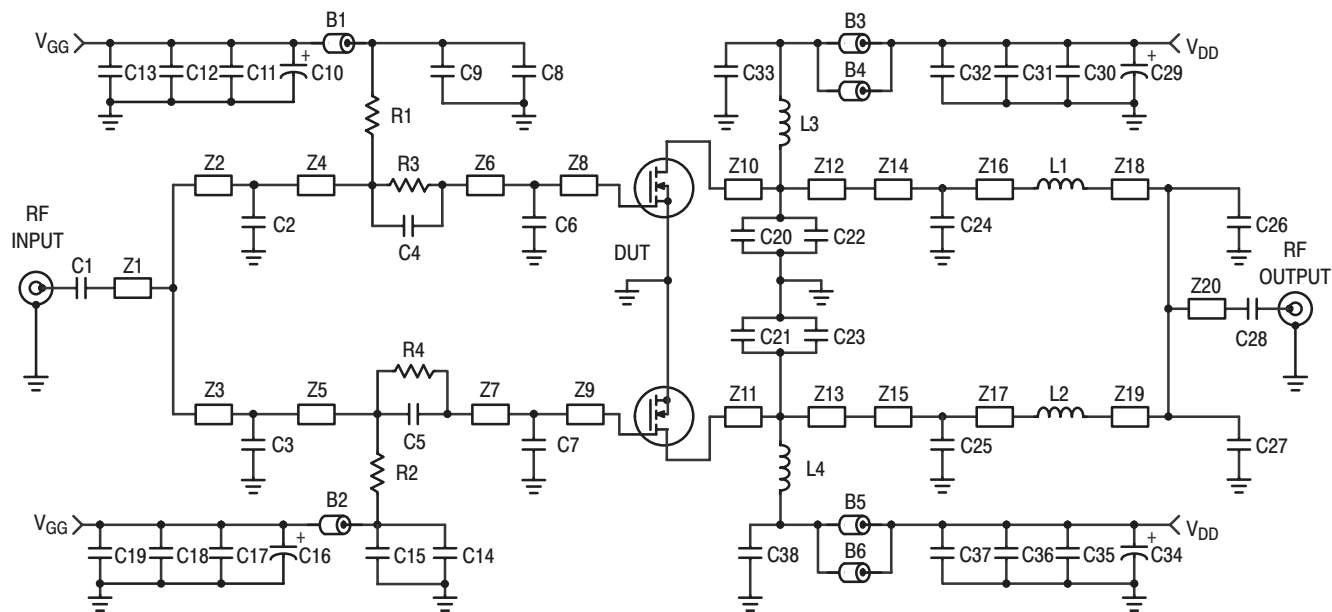 B1
B3
V_GG
V_DD
C13
C12
C11
+
C10
C9
C8
C33
B4
C32
C31
C30
+
C29
R1
L3
Z2
Z4
R3
Z6
Z8
Z10
Z12
Z14
Z16
L1
Z18
RF
INPUT
C2
C4
C6
DUT
C20
C22
C24
C26
RF
OUTPUT
C1
Z1
Z20
C28
R4
C21
C23
Z3
Z5
Z7
Z9
Z11
Z13
Z15
Z17
L2
Z19
C3
C5
C7
C25
C27
R2
L4
B2
B5
V_GG
V_DD
C19
C18
C17
+
C16
C15
C14
C38
B6
C37
C36
C35
+
C34